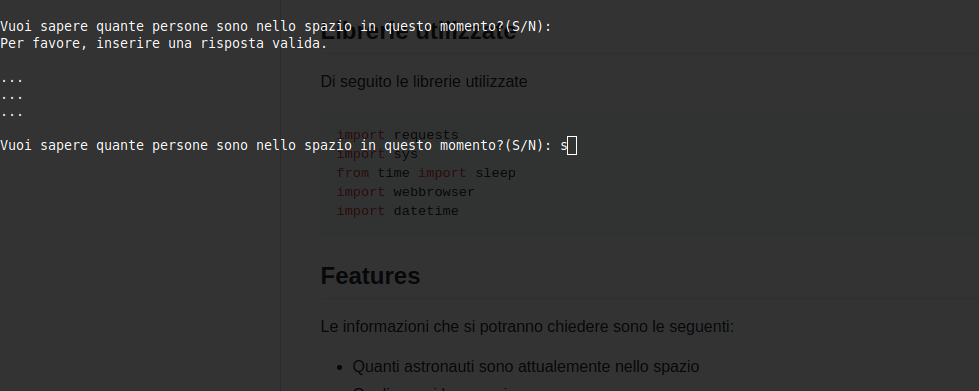 Vuoi sapere quante persone sono nello spazio in questo momento?(S/N):
Per favore, inserire una risposta valida.
...
...
...
Vuoi sapere quante persone sono nello spazio in questo momento?(S/N): s
Librerie utilizzate
Di seguito le librerie utilizzate
import requests
import sys
from time import sleep
import webbrowser
import datetime
Features
Le informazioni che si potranno chiedere sono le seguenti:
• Quanti astronauti sono attualemente nello spazio